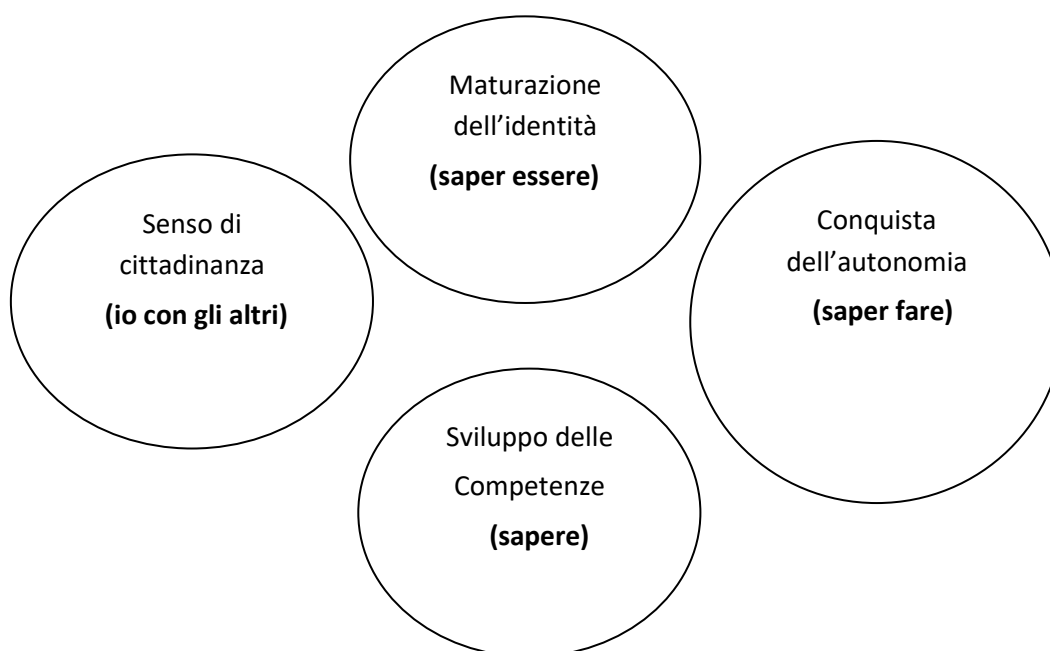 Maturazione
dell’identità
(saper essere)
Senso di
cittadinanza
(io con gli altri)
Conquista
dell’autonomia
(saper fare)
Sviluppo delle
Competenze
(sapere)